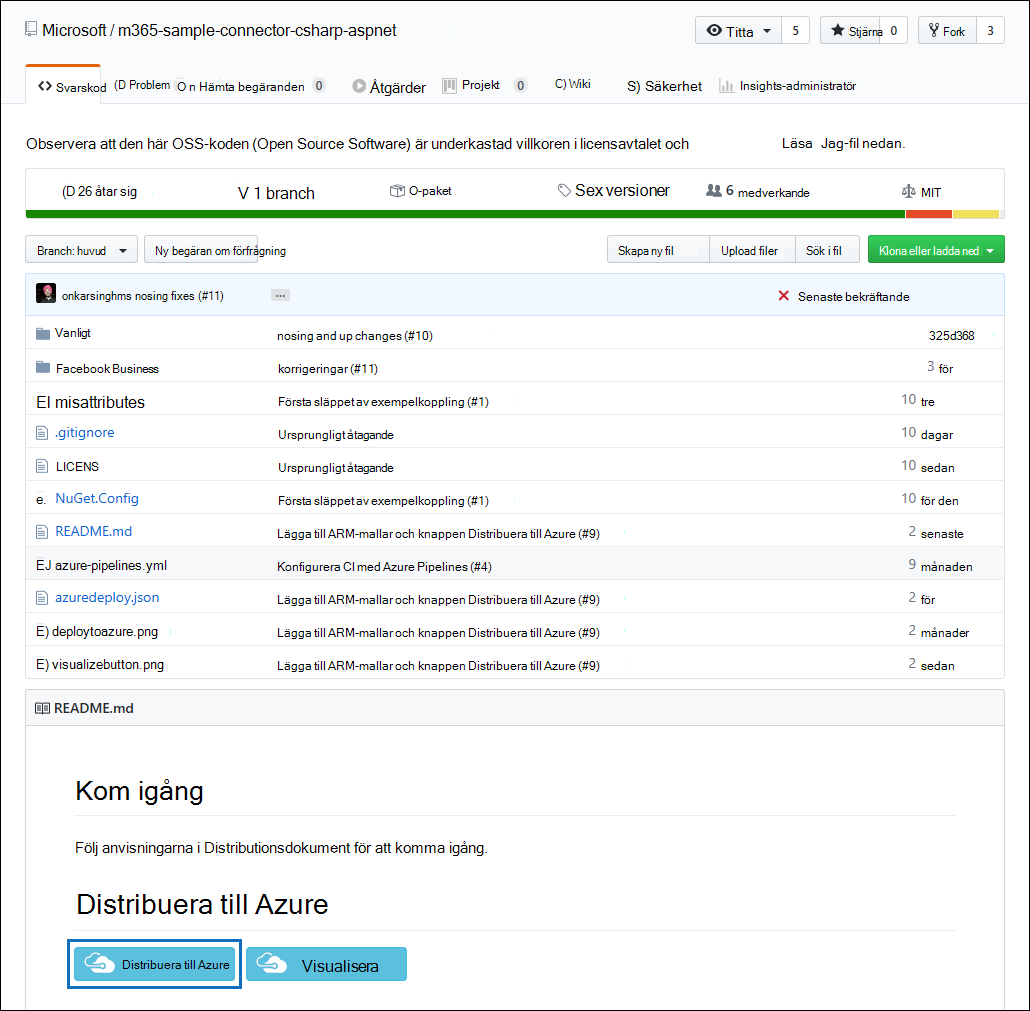 Microsoft / m365-sample-connector-csharp-aspnet
Titta 5 Stjärna 0 Fork 3
Svarskod (D Problem O n Hämta begäranden 0 Åtgärder Projekt 0 C) Wiki S) Säkerhet Insights-administratör
Observera att den här OSS-koden (Open Source Software) är underkastad villkoren i licensavtalet och Läsa Jag-fil nedan.
(D 26 åtar sig V 1 branch O-paket Sex versioner 6 medverkande MIT
Branch: huvud Ny begäran om förfrågning Skapa ny fil Upload filer Sök i fil Klona eller ladda ned
onkarsinghms nosing fixes (#11) ... Senaste bekräftande
Vanligt nosing and up changes (#10) 325d368
Facebook Business korrigeringar (#11) 3 för
EI misattributes Första släppet av exempelkoppling (#1) 10 tre
.gitignore Ursprungligt åtagande 10 dagar
LICENS Ursprungligt åtagande 10 sedan
e. NuGet.Config Första släppet av exempelkoppling (#1) 10 för den
README.md Lägga till ARM-mallar och knappen Distribuera till Azure (#9) 2 senaste
EJ azure-pipelines.yml Konfigurera CI med Azure Pipelines (#4) 9 månaden
azuredeploy.json Lägga till ARM-mallar och knappen Distribuera till Azure (#9) 2 för
E) deploytoazure.png Lägga till ARM-mallar och knappen Distribuera till Azure (#9) 2 månader
E) visualizebutton.png Lägga till ARM-mallar och knappen Distribuera till Azure (#9) 2 sedan
README.md
Kom igång
Följ anvisningarna i Distributionsdokument för att komma igång.
Distribuera till Azure
Distribuera till Azure Visualisera